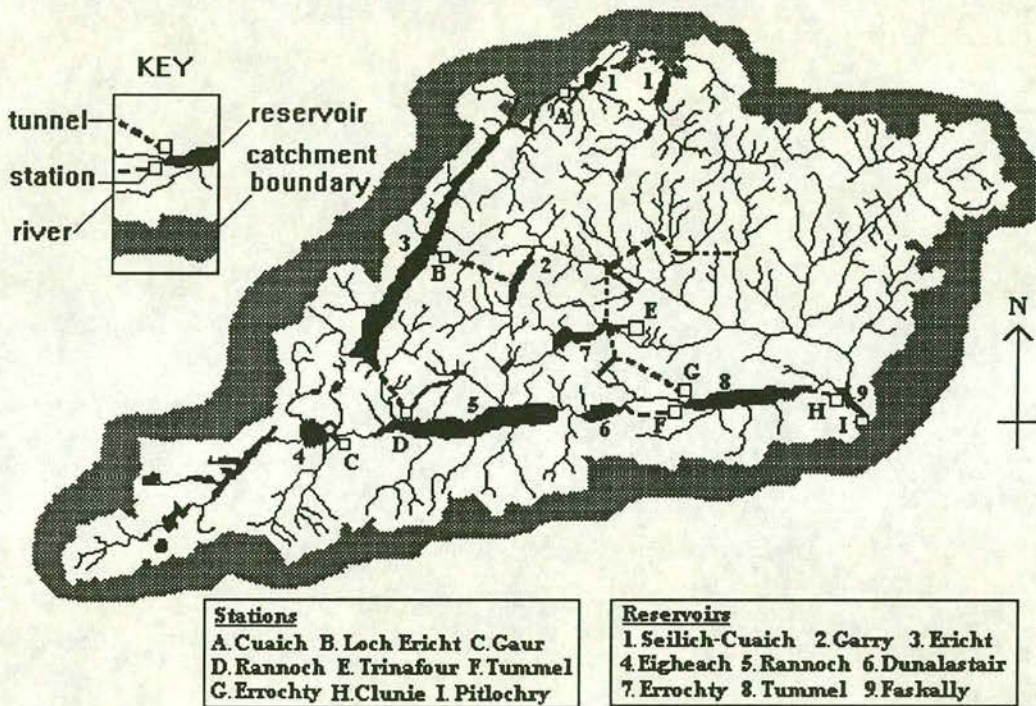 KEY
tunnel
reservoir
station
catchment
boundary
river
1
1
A
3
B
2
E
N
7
G
8
5
9
D
6
F
H
I
4
C
Stations
A. Cuaich B. Loch Ericht C. Gaur
D. Rannoch E. Trinafour F. Tummel
G. Errochty H. Clunie I. Pitlochry
Reservoirs
1. Seilich-Cuaich 2. Garry 3. Ericht
4. Eigheach 5. Rannoch 6. Dunalastair
7. Errochty 8. Tummel 9. Faskally